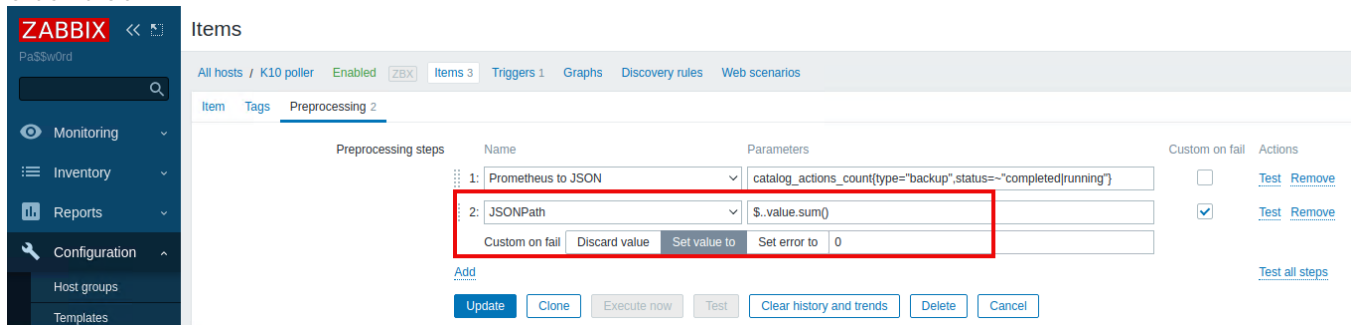 ZABBIX
Items
Pa$$w0rd
All hosts / K10 poller Enabled ZBX Items 3 Triggers 1 Graphs Discovery rules Web scenarios
Item Tags Preprocessing 2
Monitoring
Preprocessing steps Name Parameters Custom on fail Actions
Inventory
1: Prometheus to JSON catalog_actions_count{type="backup",status=~"completed|running"} Test Remove
Reports
2: JSONPath $..value.sum() Test Remove
Configuration
Custom on fail Discard value Set value to Set error to 0
Add Test all steps
Host groups
Update Clone Execute now Test Clear history and trends Delete Cancel
Templates